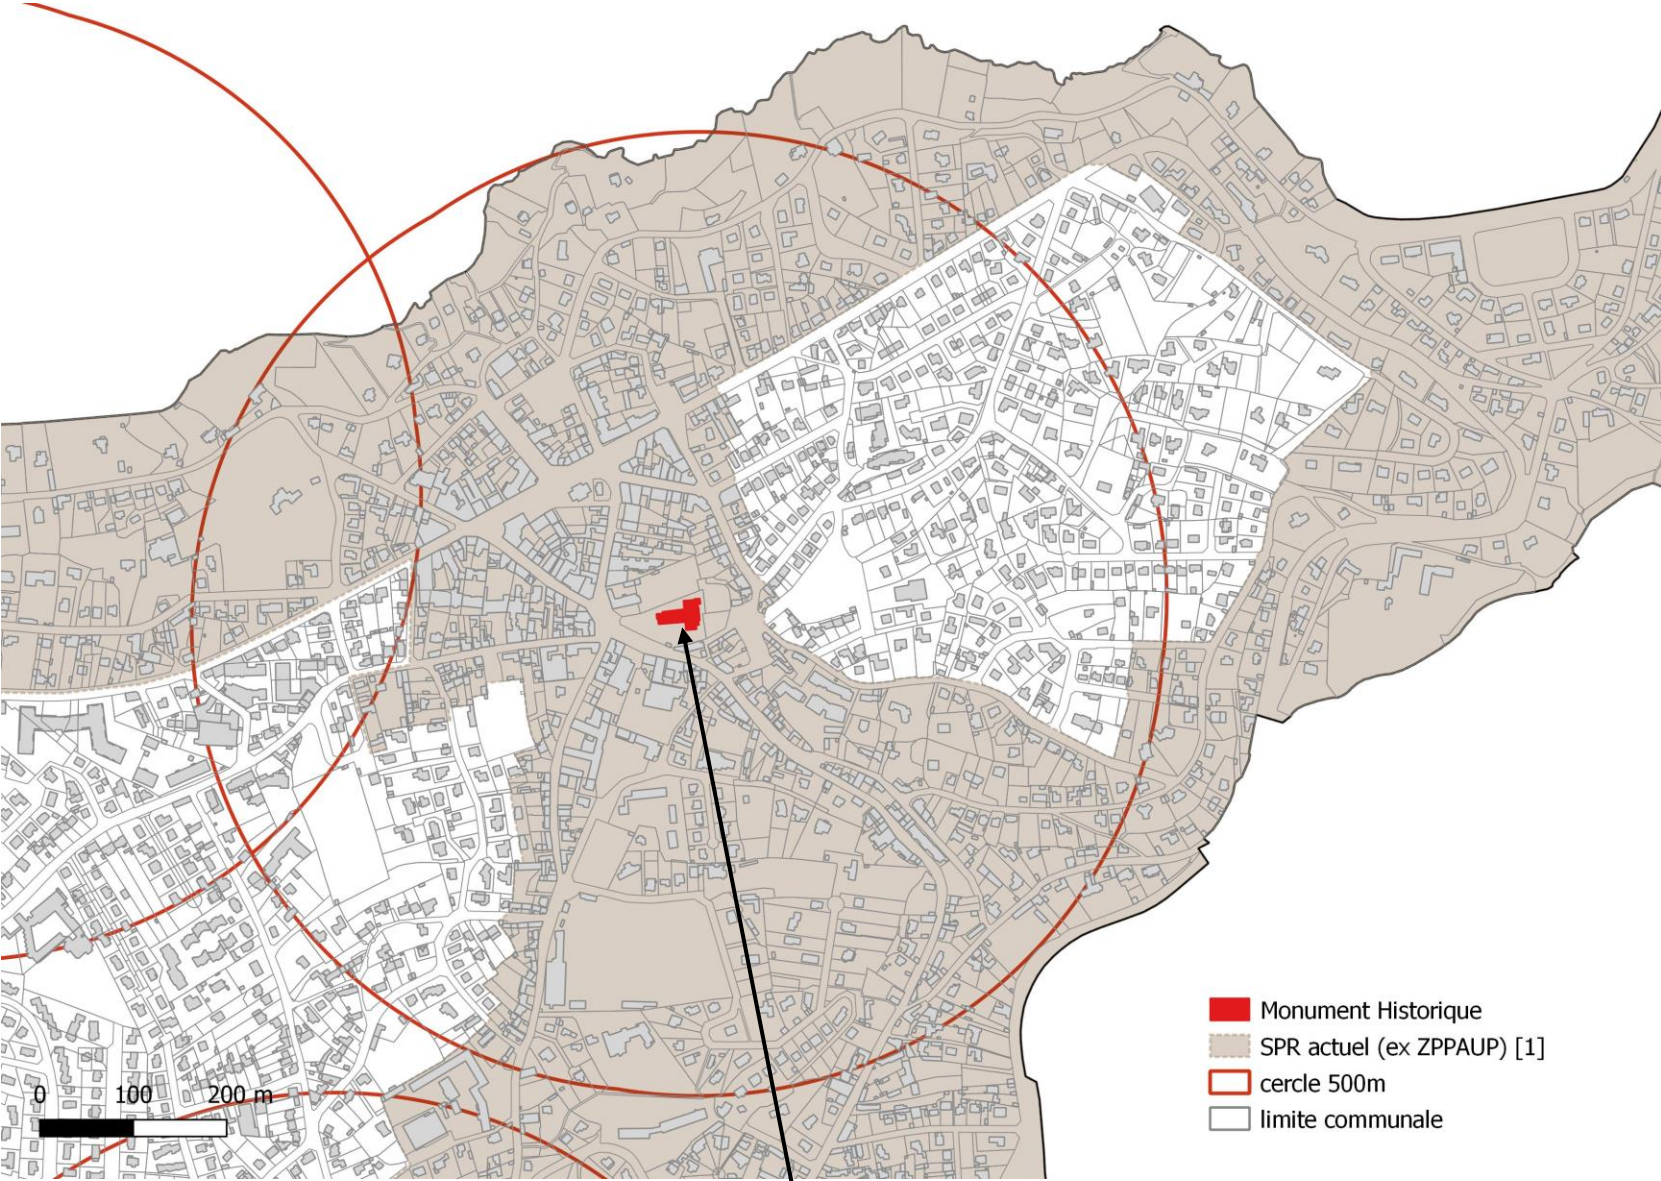 Monument Historique
SPR actuel (ex ZPPAUP) [1]
cercle 500m
limite communale
0 100 200 m